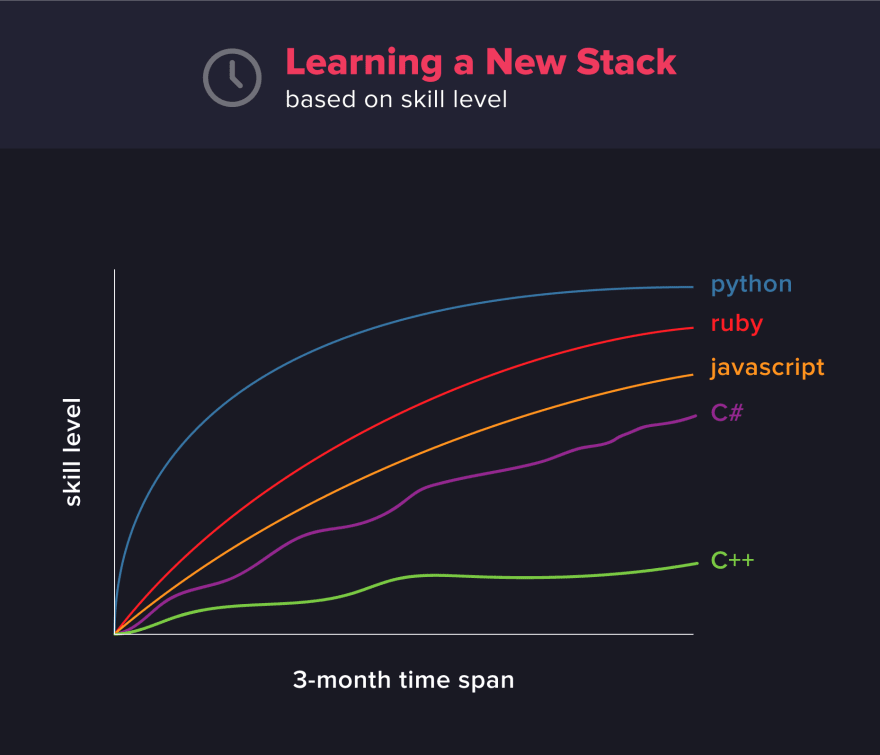 Learning a New Stack
based on skill level
python
ruby
javascript
C#
skill level
C++
3-month time span